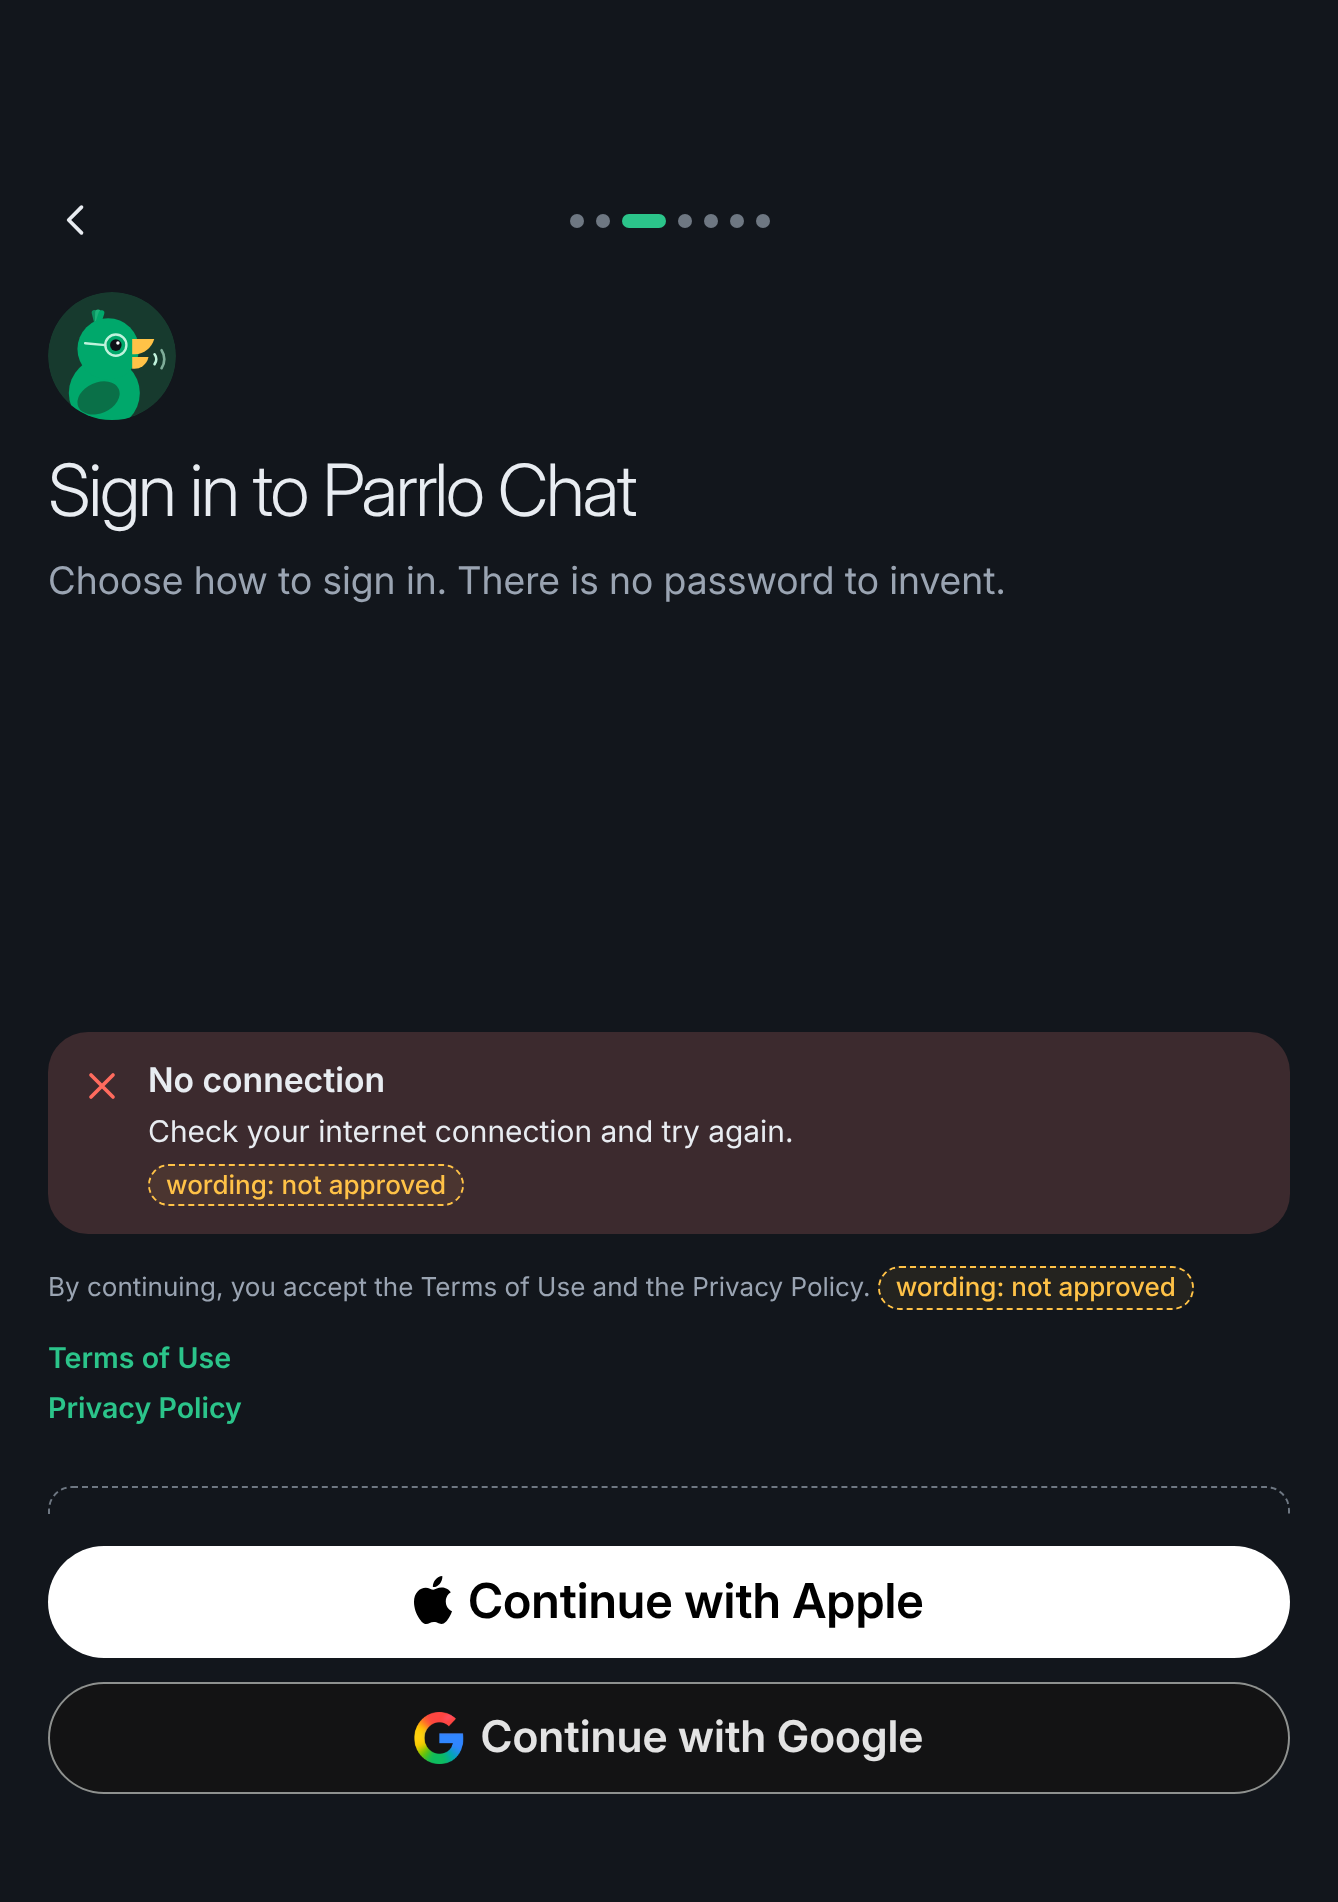 Sign in to Parrlo Chat
Choose how to sign in. There is no password to invent.
No connection
Check your internet connection and try again.
wording: not approved
By continuing, you accept the Terms of Use and the Privacy Policy. wording: not approved
Terms of Use
Privacy Policy
Continue with Apple
Continue with Google